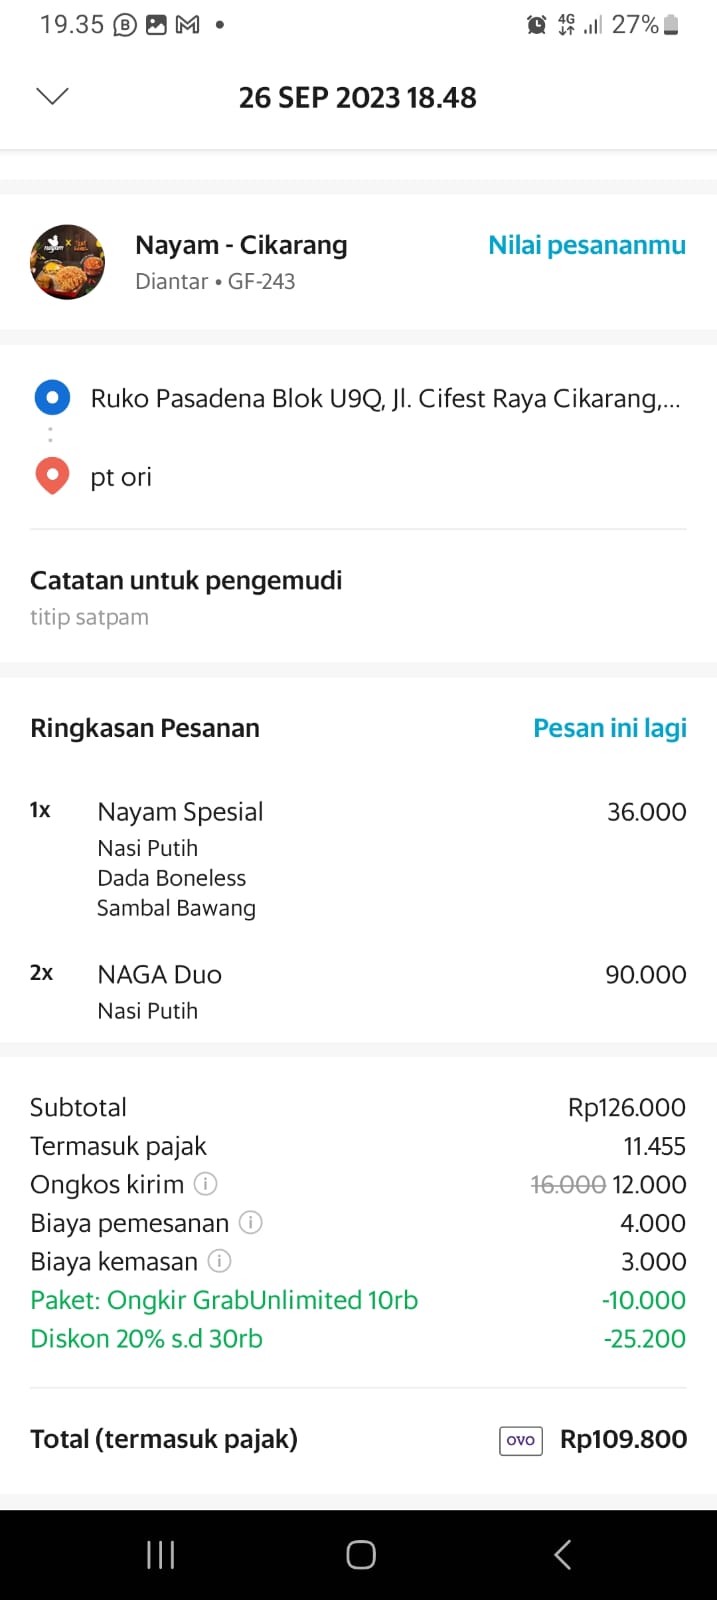 19.35
4G
27%
26 SEP 2023 18.48
Nayam - Cikarang
Nilai pesananmu
Diantar • GF-243
Ruko Pasadena Blok U9Q, Jl. Cifest Raya Cikarang,...
pt ori
Catatan untuk pengemudi
titip satpam
Ringkasan Pesanan
Pesan ini lagi
1x Nayam Spesial 36.000
Nasi Putih
Dada Boneless
Sambal Bawang
2x NAGA Duo 90.000
Nasi Putih
Subtotal Rp126.000
Termasuk pajak 11.455
Ongkos kirim 16.000 12.000
Biaya pemesanan 4.000
Biaya kemasan 3.000
Paket: Ongkir GrabUnlimited 10rb -10.000
Diskon 20% s.d 30rb -25.200
Total (termasuk pajak) OVO Rp109.800